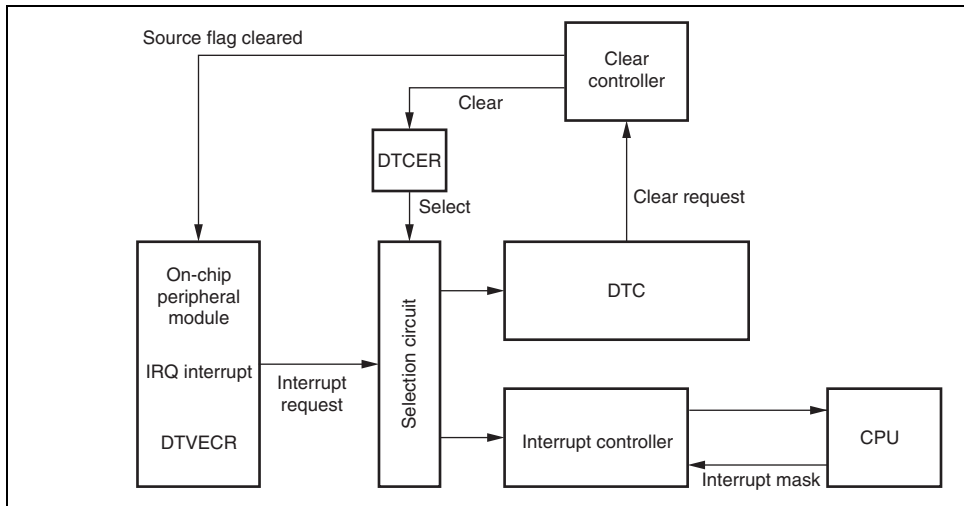 Source flag cleared
Clear
controller
Clear
DTCER
Clear request
Select
On-chip
peripheral
module
IRQ interrupt
DTVECR
Interrupt
request
Selection circuit
DTC
Interrupt controller
CPU
Interrupt mask